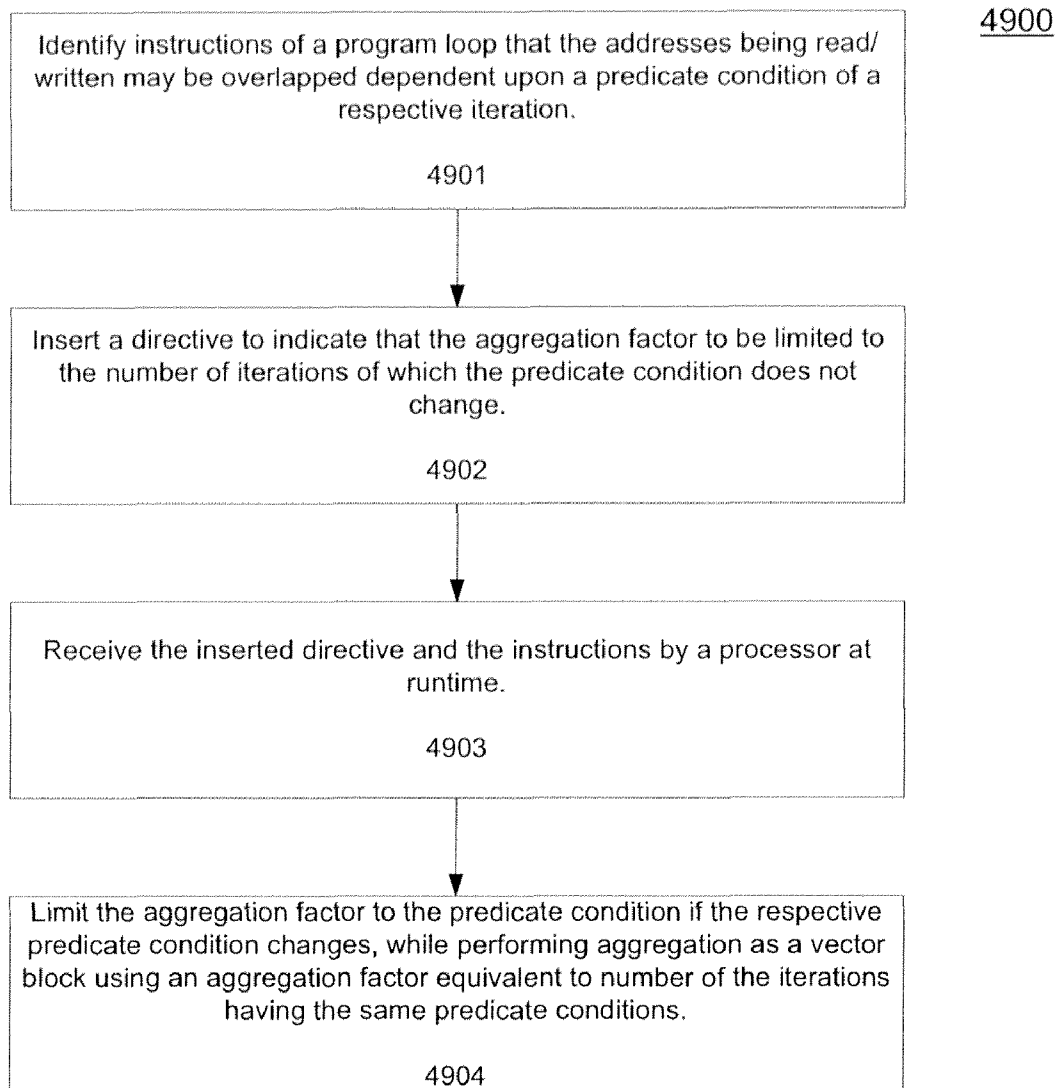 4900
Identify instructions of a program loop that the addresses being read/
written may be overlapped dependent upon a predicate condition of a
respective iteration.
4901
Insert a directive to indicate that the aggregation factor to be limited to
the number of iterations of which the predicate condition does not
change.
4902
Receive the inserted directive and the instructions by a processor at
runtime.
4903
Limit the aggregation factor to the predicate condition if the respective
predicate condition changes, while performing aggregation as a vector
block using an aggregation factor equivalent to number of the iterations
having the same predicate conditions.
4904